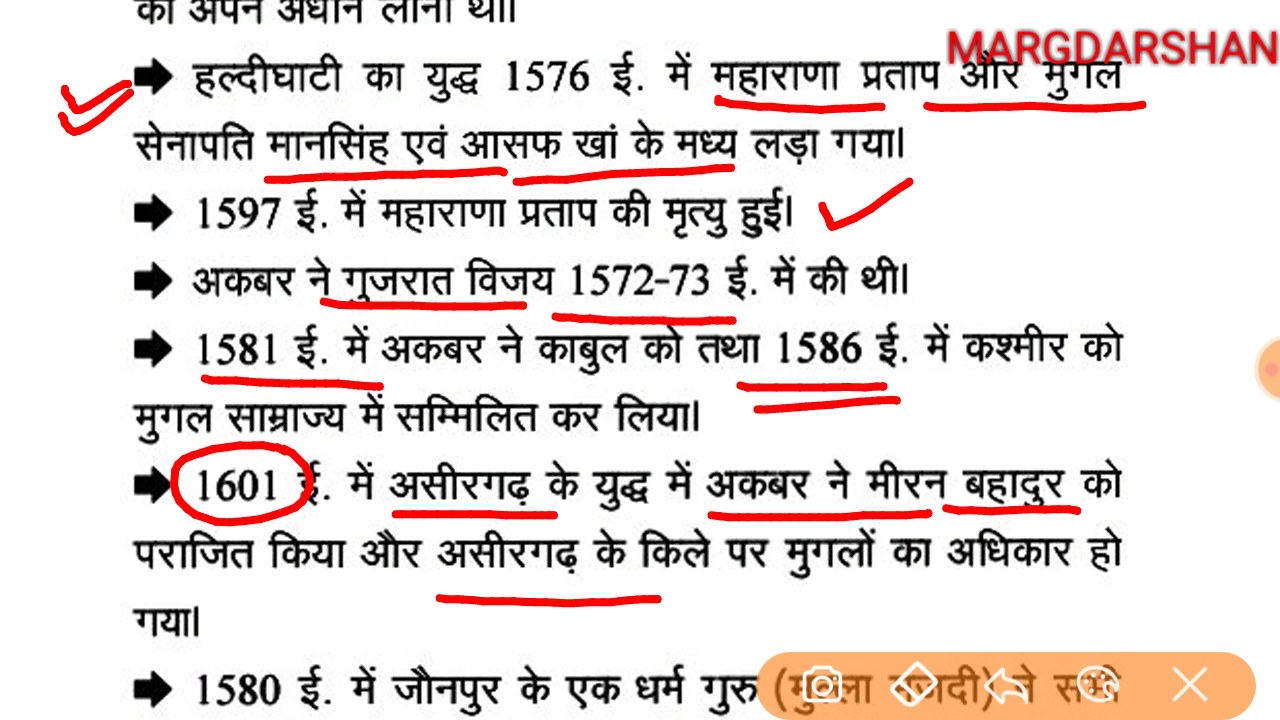 को अपने अधीन लाना था।
MARGDARSHAN
➡ हल्दीघाटी का युद्ध 1576 ई. में महाराणा प्रताप और मुगल
सेनापति मानसिंह एवं आसफ खां के मध्य लड़ा गया।
➡ 1597 ई. में महाराणा प्रताप की मृत्यु हुई।
➡ अकबर ने गुजरात विजय 1572-73 ई. में की थी।
➡ 1581 ई. में अकबर ने काबुल को तथा 1586 ई. में कश्मीर को
मुगल साम्राज्य में सम्मिलित कर लिया।
➡ 1601 ई. में असीरगढ़ के युद्ध में अकबर ने मीरन बहादुर को
पराजित किया और असीरगढ़ के किले पर मुगलों का अधिकार हो
गया।
➡ 1580 ई. में जौनपुर के एक धर्म गुरु ने सभी